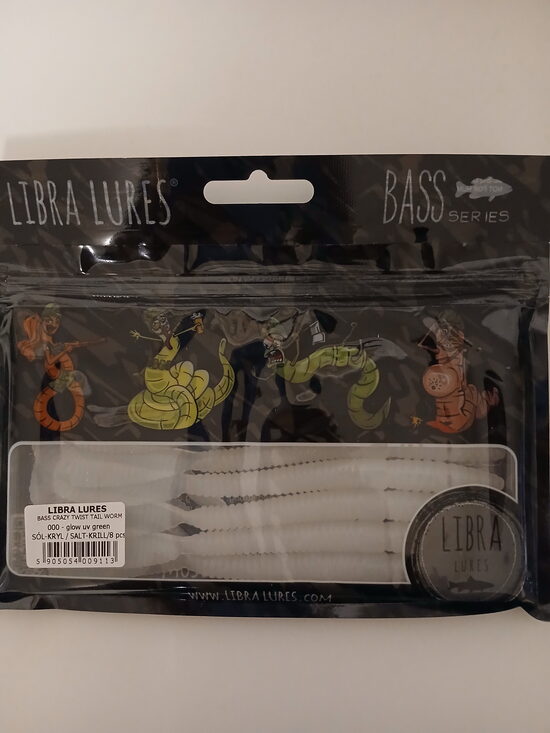 LIBRA LURES®
BASS
SERIES
LIBRA LURES
BASS CRAZY TWIST TAIL WORM
000 - glow uv green
SÓL-KRYL / SALT-KRILL/8 pcs
5 905054 009113
LIBRA
LURES
WWW.LIBRALURES.COM